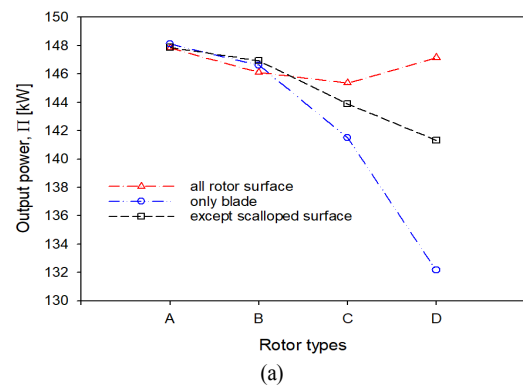 150
148
146
144
142
140
138
136
134
132
130
Output power, Π [kW]
all rotor surface
only blade
except scalloped surface
A B C D
Rotor types
(a)